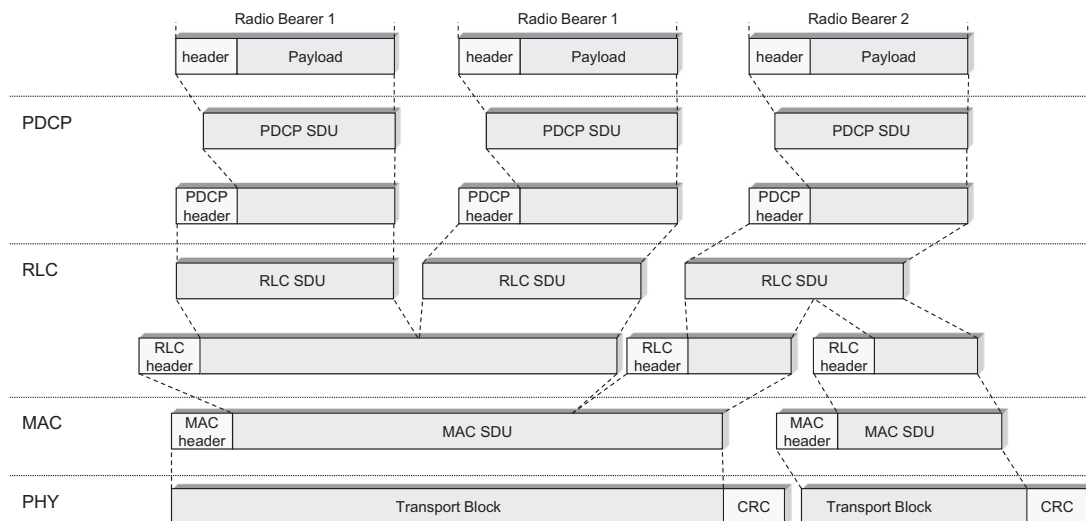 Radio Bearer 1 Radio Bearer 1 Radio Bearer 2
header Payload header Payload header Payload
PDCP
PDCP SDU PDCP SDU PDCP SDU
PDCP header PDCP header PDCP header
RLC
RLC SDU RLC SDU RLC SDU
RLC header RLC header RLC header
MAC
MAC header MAC SDU MAC header MAC SDU
PHY
Transport Block CRC Transport Block CRC